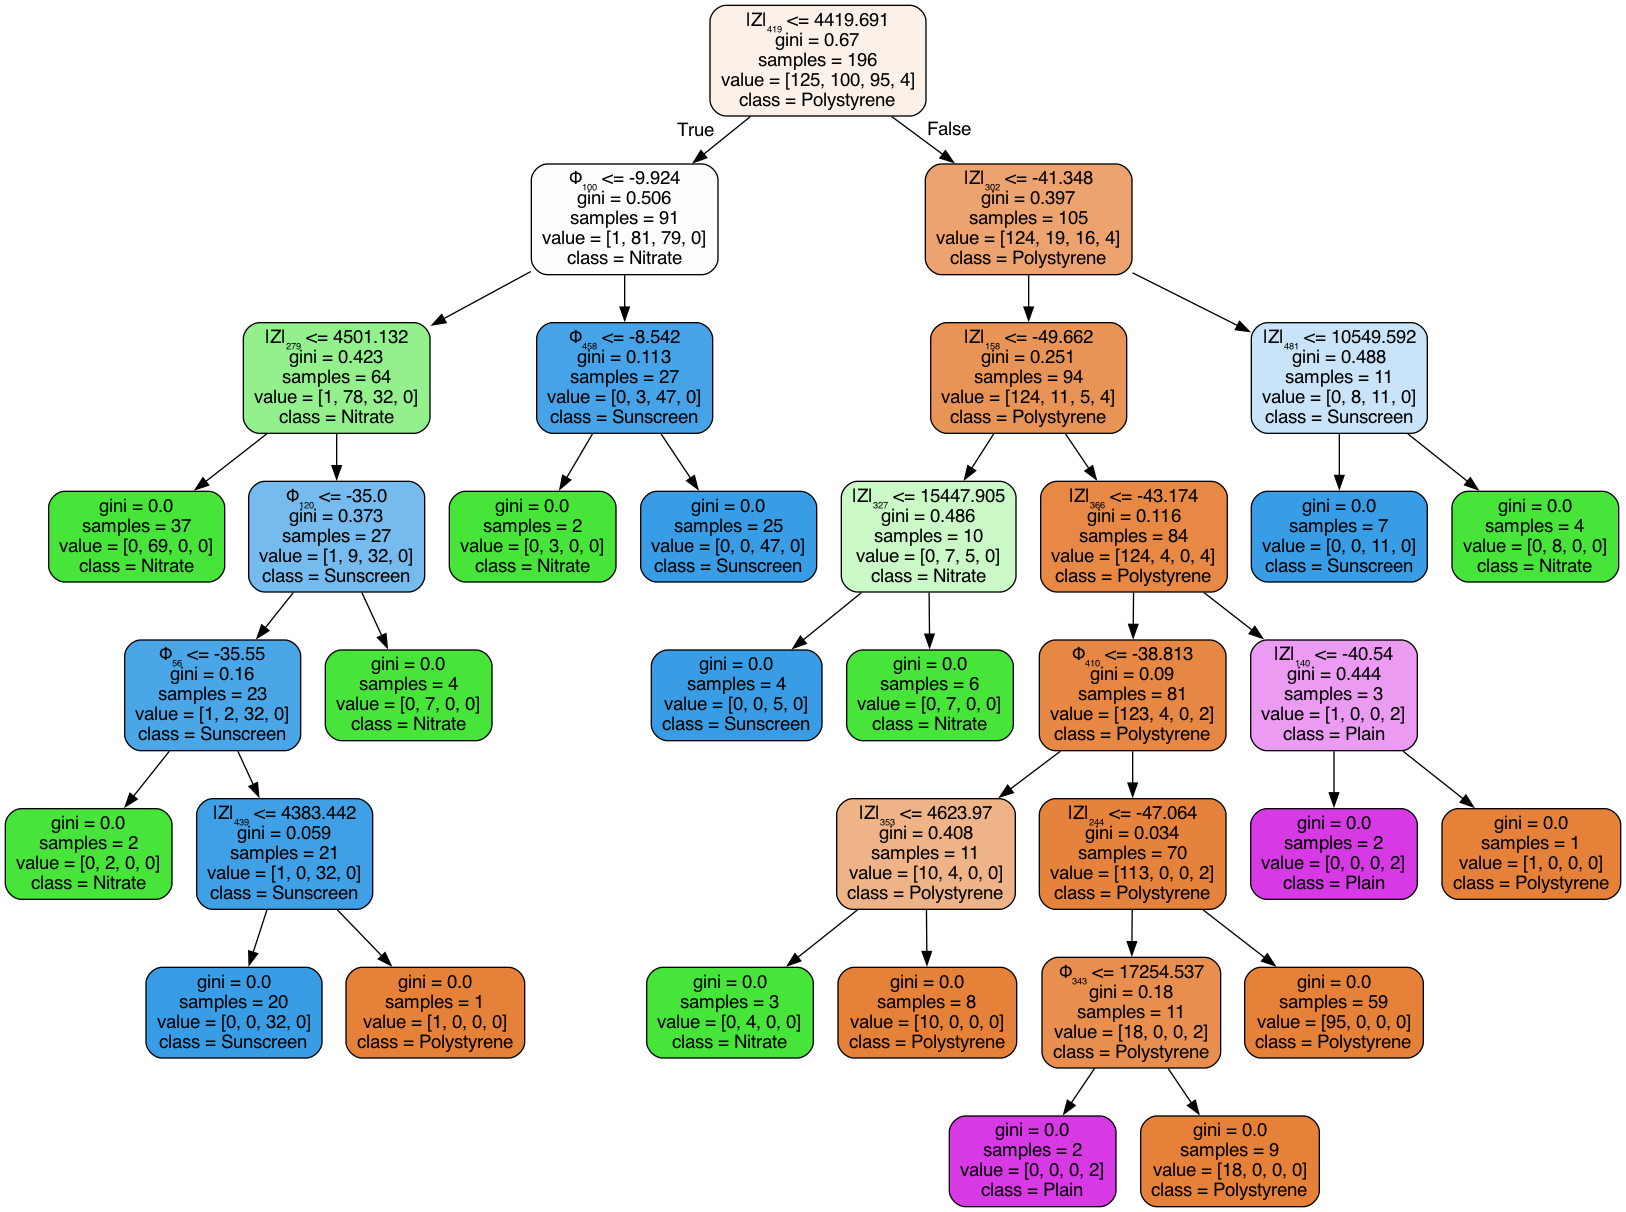 |Z|₄₁₉ <= 4419.691
gini = 0.67
samples = 196
value = [125, 100, 95, 4]
class = Polystyrene
True
False
Φ₁₀₀ <= -9.924
gini = 0.506
samples = 91
value = [1, 81, 79, 0]
class = Nitrate
|Z|₃₀₂ <= -41.348
gini = 0.397
samples = 105
value = [124, 19, 16, 4]
class = Polystyrene
|Z|₂₇₉ <= 4501.132
gini = 0.423
samples = 64
value = [1, 78, 32, 0]
class = Nitrate
Φ₄₅₈ <= -8.542
gini = 0.113
samples = 27
value = [0, 3, 47, 0]
class = Sunscreen
|Z|₁₅₈ <= -49.662
gini = 0.251
samples = 94
value = [124, 11, 5, 4]
class = Polystyrene
|Z|₄₈₁ <= 10549.592
gini = 0.488
samples = 11
value = [0, 8, 11, 0]
class = Sunscreen
gini = 0.0
samples = 37
value = [0, 69, 0, 0]
class = Nitrate
Φ₁₂₀ <= -35.0
gini = 0.373
samples = 27
value = [1, 9, 32, 0]
class = Sunscreen
gini = 0.0
samples = 2
value = [0, 3, 0, 0]
class = Nitrate
gini = 0.0
samples = 25
value = [0, 0, 47, 0]
class = Sunscreen
|Z|₃₂₇ <= 15447.905
gini = 0.486
samples = 10
value = [0, 7, 5, 0]
class = Nitrate
|Z|₃₆₆ <= -43.174
gini = 0.116
samples = 84
value = [124, 4, 0, 4]
class = Polystyrene
gini = 0.0
samples = 7
value = [0, 0, 11, 0]
class = Sunscreen
gini = 0.0
samples = 4
value = [0, 8, 0, 0]
class = Nitrate
Φ₅₆ <= -35.55
gini = 0.16
samples = 23
value = [1, 2, 32, 0]
class = Sunscreen
gini = 0.0
samples = 4
value = [0, 7, 0, 0]
class = Nitrate
gini = 0.0
samples = 4
value = [0, 0, 5, 0]
class = Sunscreen
gini = 0.0
samples = 6
value = [0, 7, 0, 0]
class = Nitrate
Φ₄₁₀ <= -38.813
gini = 0.09
samples = 81
value = [123, 4, 0, 2]
class = Polystyrene
|Z|₁₄₀ <= -40.54
gini = 0.444
samples = 3
value = [1, 0, 0, 2]
class = Plain
gini = 0.0
samples = 2
value = [0, 2, 0, 0]
class = Nitrate
|Z|₄₃₉ <= 4383.442
gini = 0.059
samples = 21
value = [1, 0, 32, 0]
class = Sunscreen
|Z|₃₅₃ <= 4623.97
gini = 0.408
samples = 11
value = [10, 4, 0, 0]
class = Polystyrene
|Z|₂₄₄ <= -47.064
gini = 0.034
samples = 70
value = [113, 0, 0, 2]
class = Polystyrene
gini = 0.0
samples = 2
value = [0, 0, 0, 2]
class = Plain
gini = 0.0
samples = 1
value = [1, 0, 0, 0]
class = Polystyrene
gini = 0.0
samples = 20
value = [0, 0, 32, 0]
class = Sunscreen
gini = 0.0
samples = 1
value = [1, 0, 0, 0]
class = Polystyrene
gini = 0.0
samples = 3
value = [0, 4, 0, 0]
class = Nitrate
gini = 0.0
samples = 8
value = [10, 0, 0, 0]
class = Polystyrene
Φ₃₄₃ <= 17254.537
gini = 0.18
samples = 11
value = [18, 0, 0, 2]
class = Polystyrene
gini = 0.0
samples = 59
value = [95, 0, 0, 0]
class = Polystyrene
gini = 0.0
samples = 2
value = [0, 0, 0, 2]
class = Plain
gini = 0.0
samples = 9
value = [18, 0, 0, 0]
class = Polystyrene